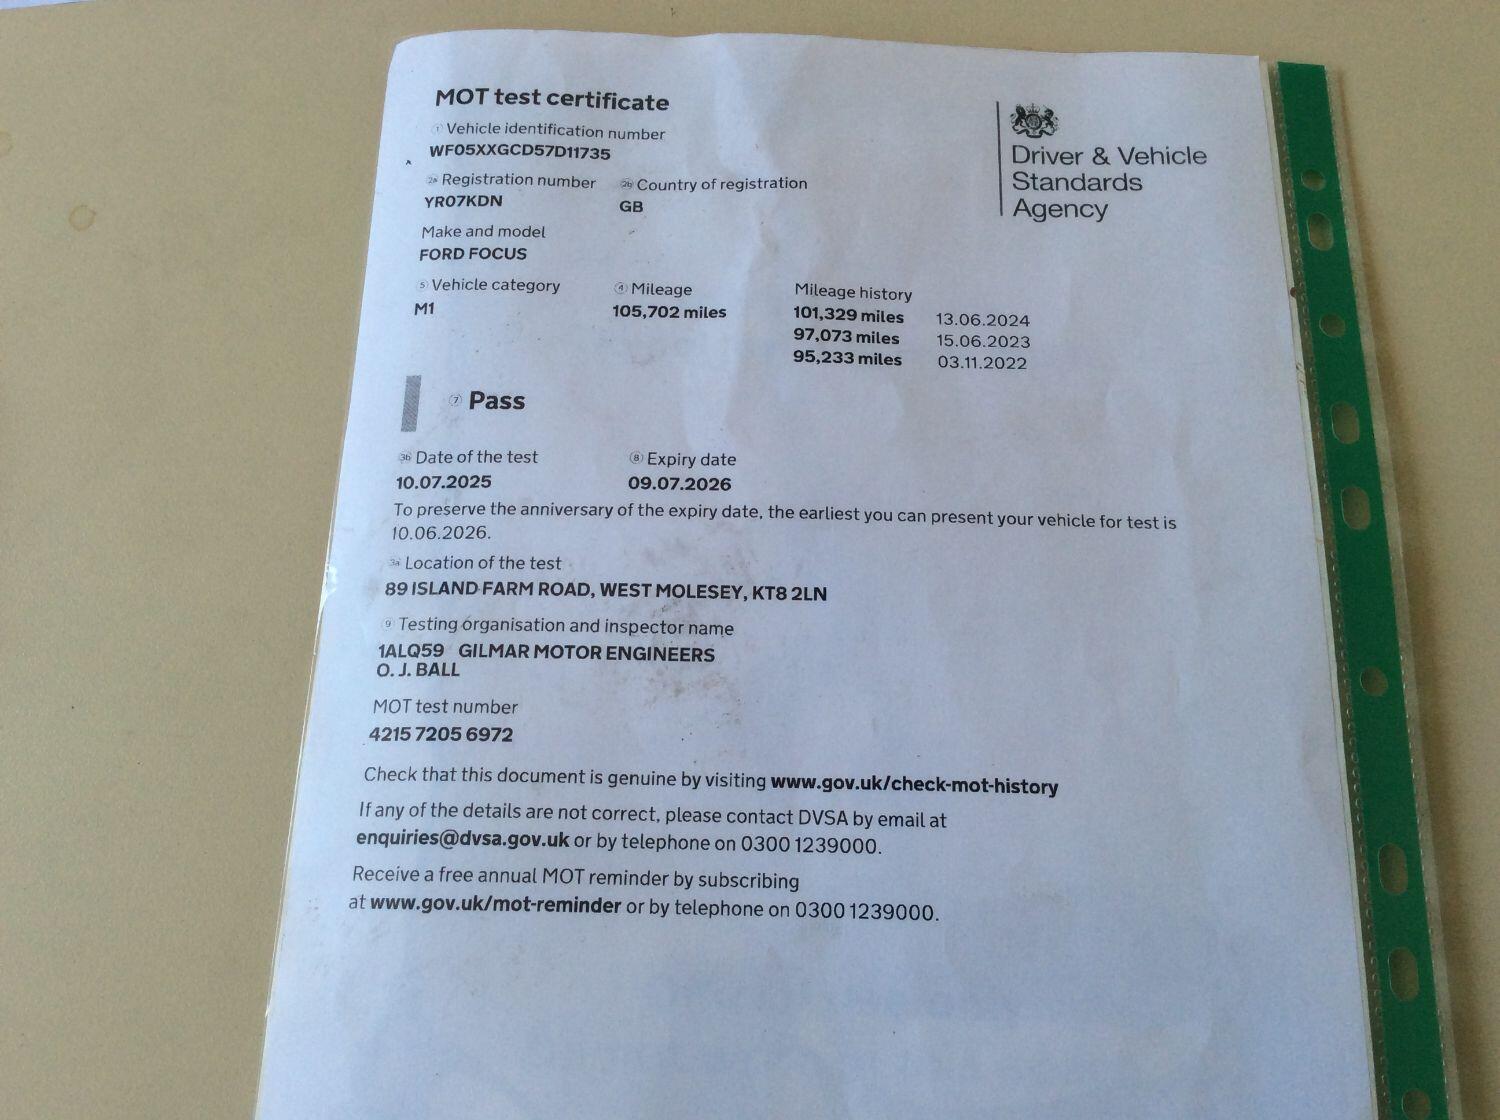 MOT test certificate
1 Vehicle identification number
WF05XXGCD57D11735
2a Registration number 2b Country of registration
YR07KDN GB
Make and model
FORD FOCUS
5 Vehicle category 4 Mileage Mileage history
M1 105,702 miles 101,329 miles 13.06.2024
97,073 miles 15.06.2023
95,233 miles 03.11.2022
7 Pass
3b Date of the test 8 Expiry date
10.07.2025 09.07.2026
To preserve the anniversary of the expiry date, the earliest you can present your vehicle for test is
10.06.2026.
3a Location of the test
89 ISLAND FARM ROAD, WEST MOLESEY, KT8 2LN
9 Testing organisation and inspector name
1ALQ59 GILMAR MOTOR ENGINEERS
O. J. BALL
MOT test number
4215 7205 6972
Check that this document is genuine by visiting www.gov.uk/check-mot-history
If any of the details are not correct, please contact DVSA by email at
enquiries@dvsa.gov.uk or by telephone on 0300 1239000.
Receive a free annual MOT reminder by subscribing
at www.gov.uk/mot-reminder or by telephone on 0300 1239000.
Driver & Vehicle
Standards
Agency